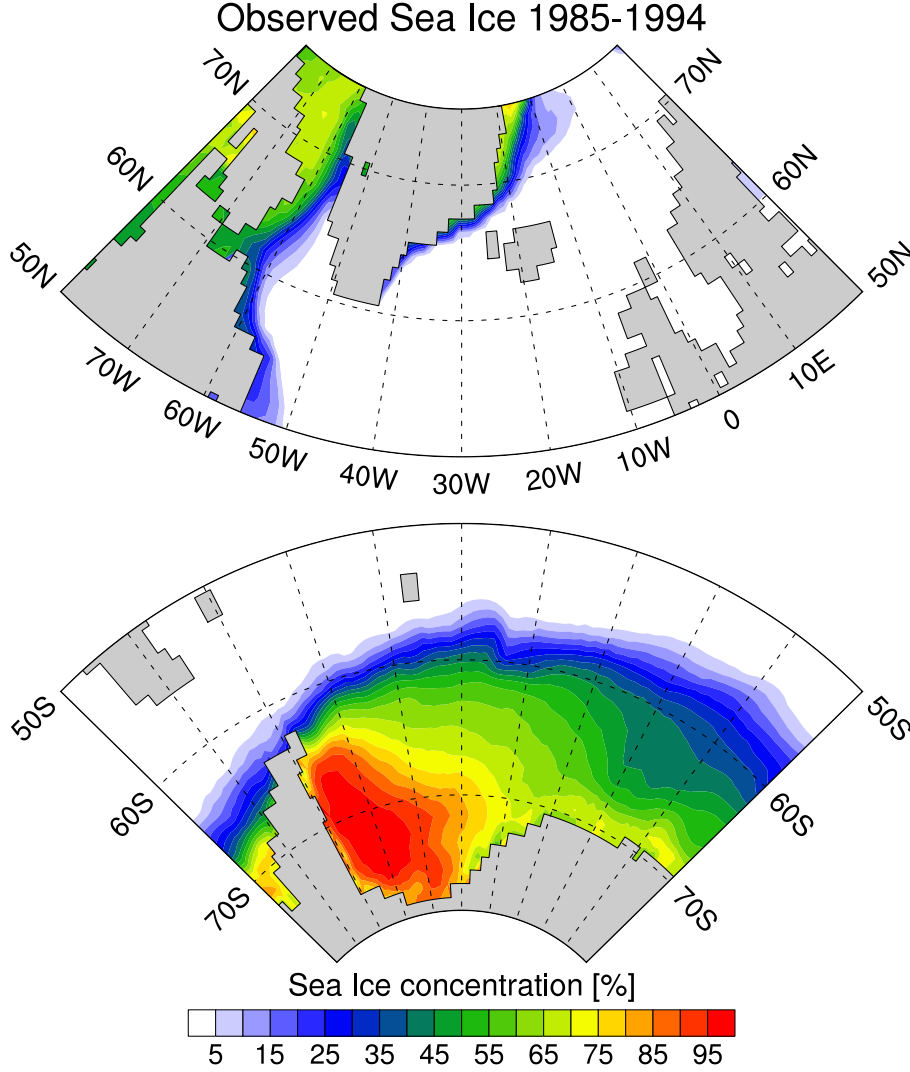 Observed Sea Ice 1985-1994
70N
70N
60N
60N
50N
50N
70W
10E
60W
0
50W
10W
40W
20W
30W
50S
50S
60S
60S
70S
70S
Sea Ice concentration [%]
5 15 25 35 45 55 65 75 85 95